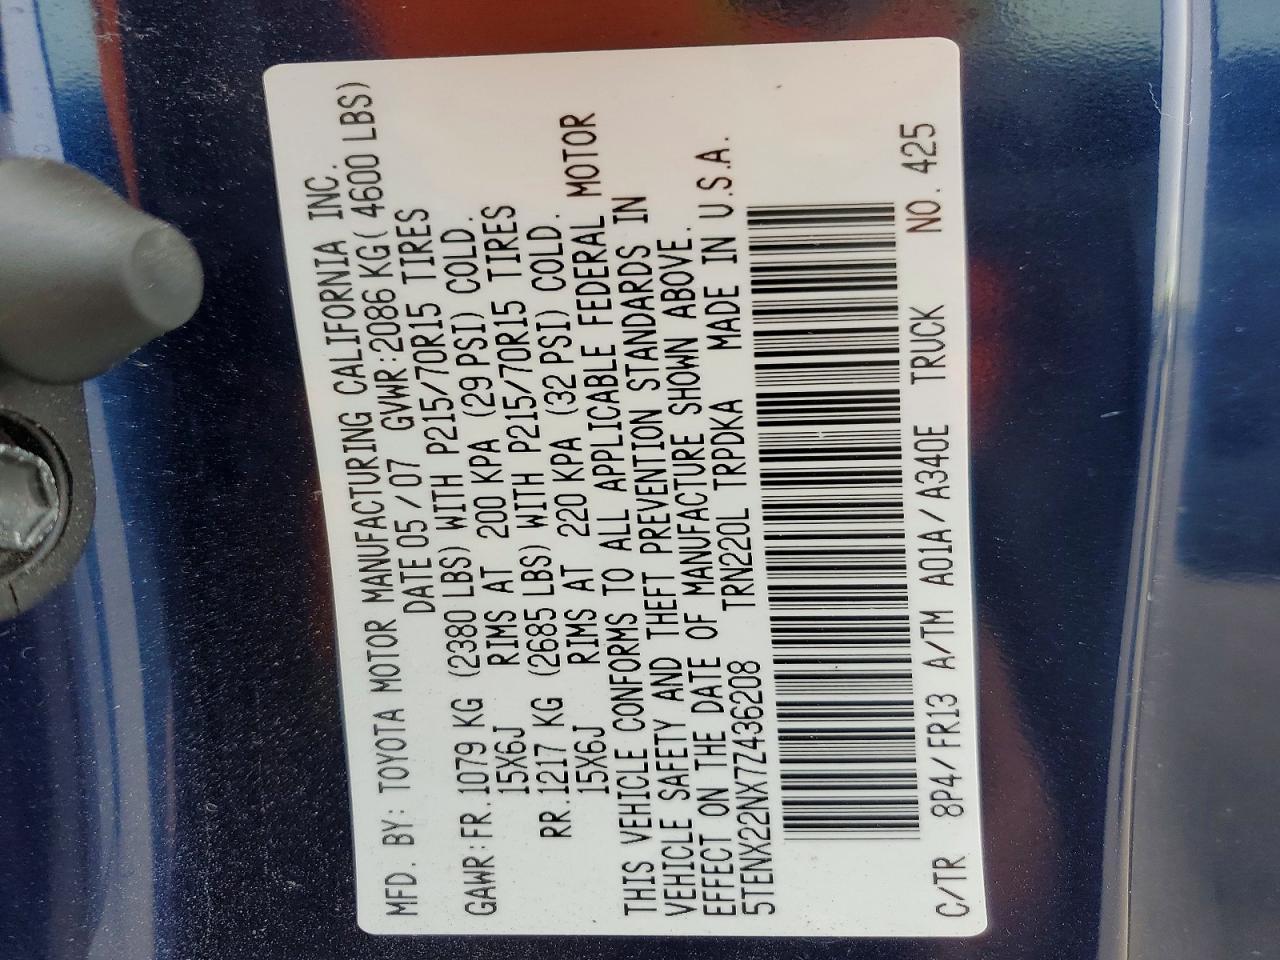 MFD. BY: TOYOTA MOTOR MANUFACTURING CALIFORNIA INC.
DATE 05/07 GVWR:2086 KG( 4600 LBS)
GAWR:FR.1079 KG (2380 LBS) WITH P215/70R15 TIRES
15X6J RIMS AT 200 KPA (29 PSI) COLD.
RR.1217 KG (2685 LBS) WITH P215/70R15 TIRES
15X6J RIMS AT 220 KPA (32 PSI) COLD.
THIS VEHICLE CONFORMS TO ALL APPLICABLE FEDERAL MOTOR
VEHICLE SAFETY AND THEFT PREVENTION STANDARDS IN
EFFECT ON THE DATE OF MANUFACTURE SHOWN ABOVE.
5TENX22NX7Z436208 TRN220L TRPDKA MADE IN U.S.A.
C/TR 8P4/FR13 A/TM A01A/A340E TRUCK NO. 425